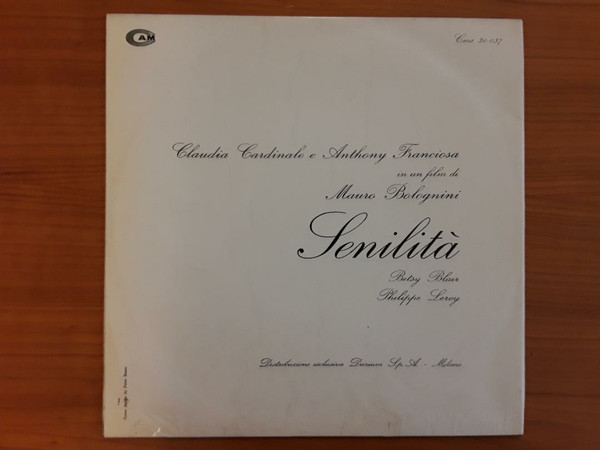 CAM
Cms 30-037
Claudia Cardinale e Anthony Franciosa
in un film di
Mauro Bolognini
Senilità
Betsy Blair
Philippe Leroy
Distribuzione esclusiva Durium S.p.A. - Milano